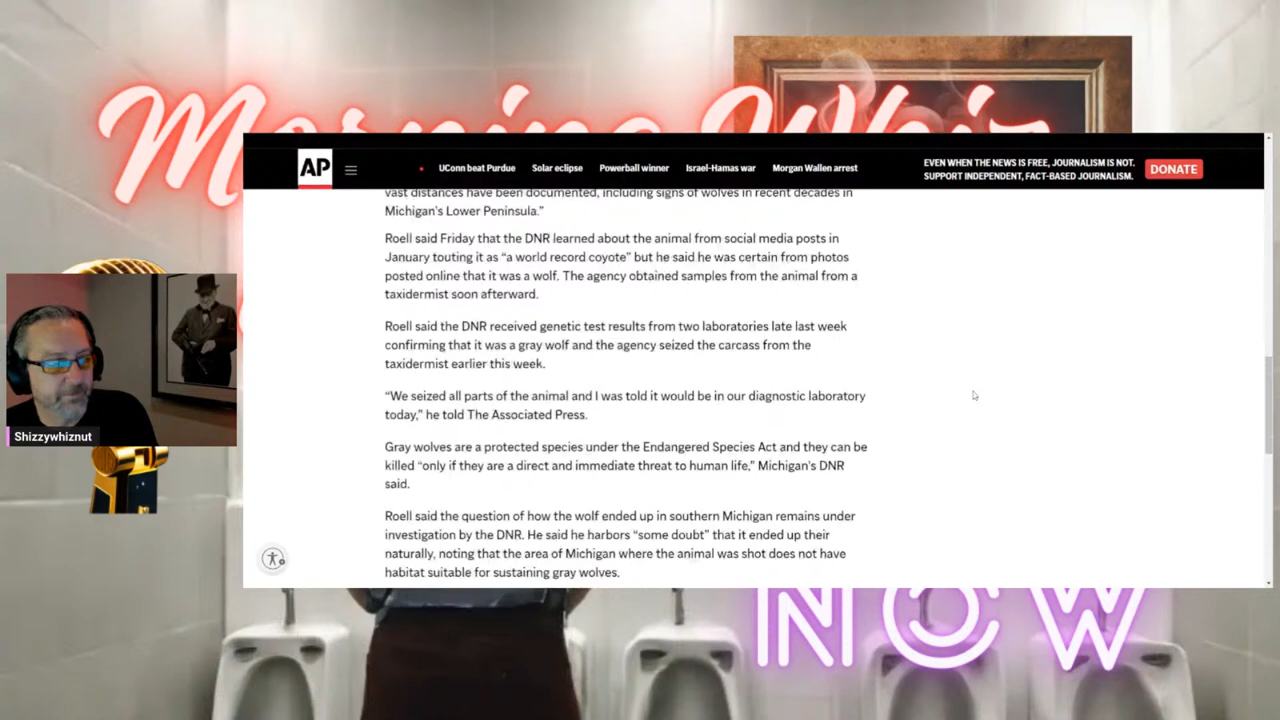 Morning Whiz
AP
UConn beat Purdue
Solar eclipse
Powerball winner
Israel-Hamas war
Morgan Wallen arrest
EVEN WHEN THE NEWS IS FREE, JOURNALISM IS NOT.
SUPPORT INDEPENDENT, FACT-BASED JOURNALISM.
DONATE
vast distances have been documented, including signs of wolves in recent decades in
Michigan's Lower Peninsula.”
Roell said Friday that the DNR learned about the animal from social media posts in
January touting it as “a world record coyote” but he said he was certain from photos
posted online that it was a wolf. The agency obtained samples from the animal from a
taxidermist soon afterward.
Roell said the DNR received genetic test results from two laboratories late last week
confirming that it was a gray wolf and the agency seized the carcass from the
taxidermist earlier this week.
“We seized all parts of the animal and I was told it would be in our diagnostic laboratory
today,” he told The Associated Press.
Gray wolves are a protected species under the Endangered Species Act and they can be
killed “only if they are a direct and immediate threat to human life,” Michigan's DNR
said.
Roell said the question of how the wolf ended up in southern Michigan remains under
investigation by the DNR. He said he harbors “some doubt” that it ended up their
naturally, noting that the area of Michigan where the animal was shot does not have
habitat suitable for sustaining gray wolves.
Shizzywhiznut
NOW